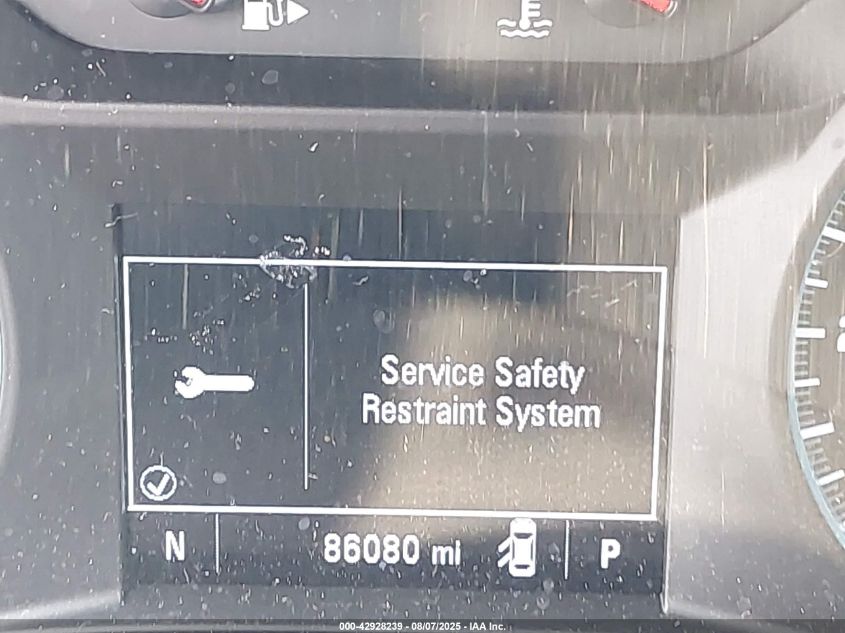 E
Service Safety
Restraint System
N 86080 mi P
000-42928239 - 08/07/2025 - IAA Inc.